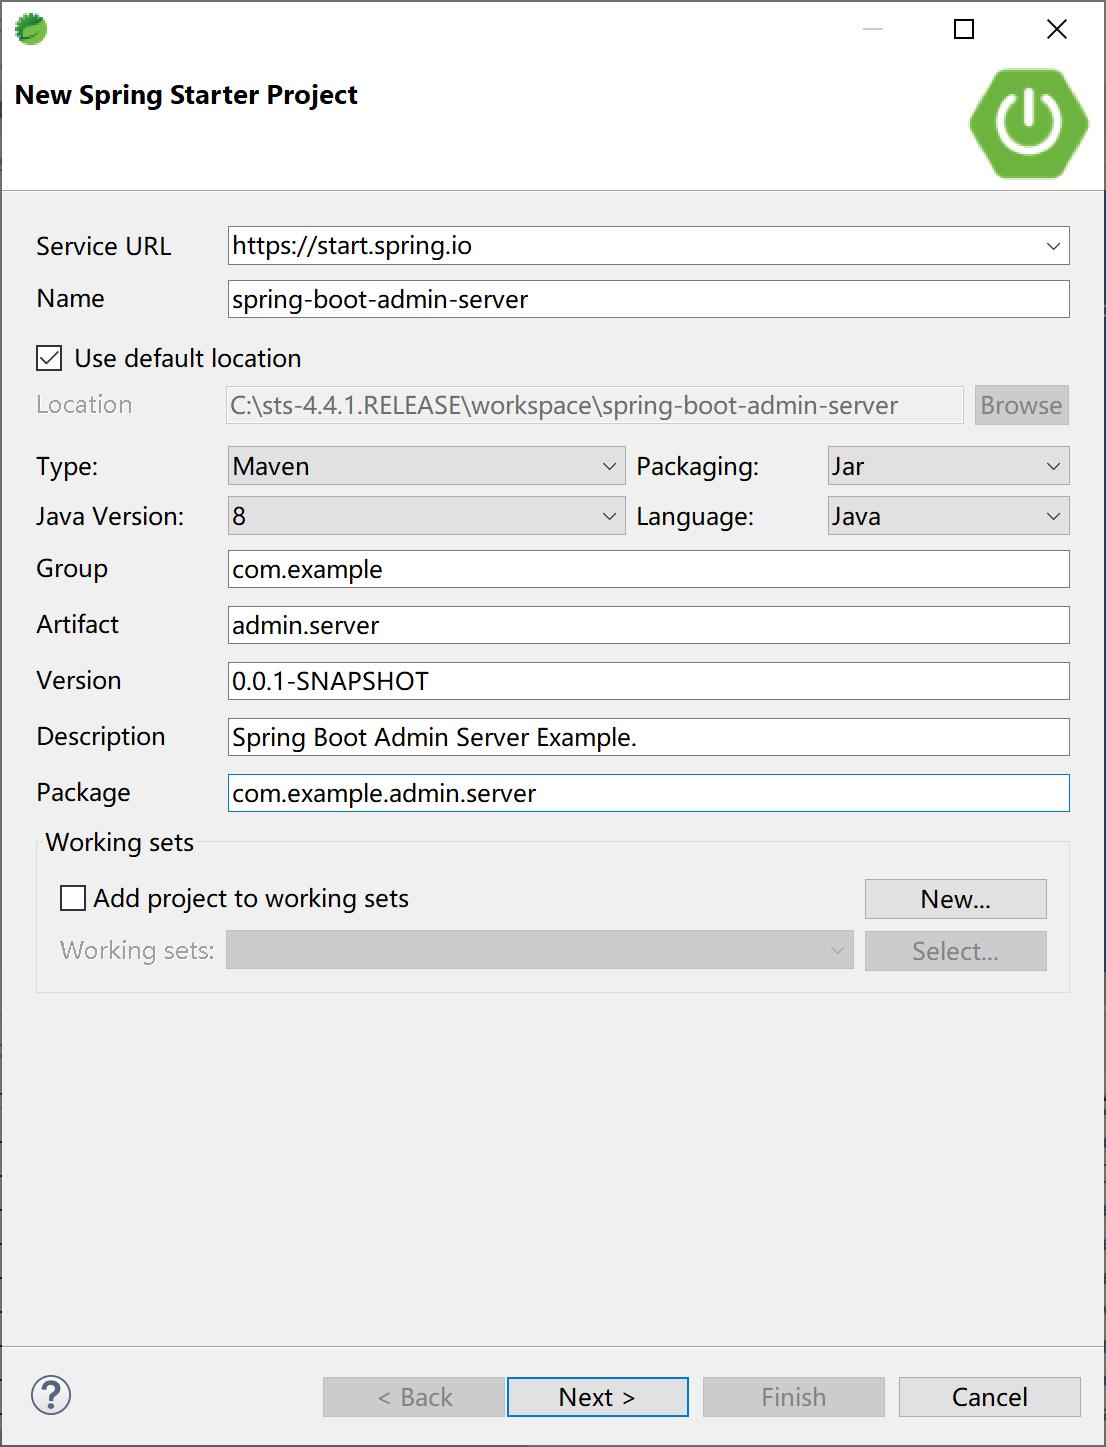 New Spring Starter Project
Service URL https://start.spring.io
Name spring-boot-admin-server
Use default location
Location C:\sts-4.4.1.RELEASE\workspace\spring-boot-admin-server Browse
Type: Maven Packaging: Jar
Java Version: 8 Language: Java
Group com.example
Artifact admin.server
Version 0.0.1-SNAPSHOT
Description Spring Boot Admin Server Example.
Package com.example.admin.server
Working sets
Add project to working sets New...
Working sets: Select...
? < Back Next > Finish Cancel